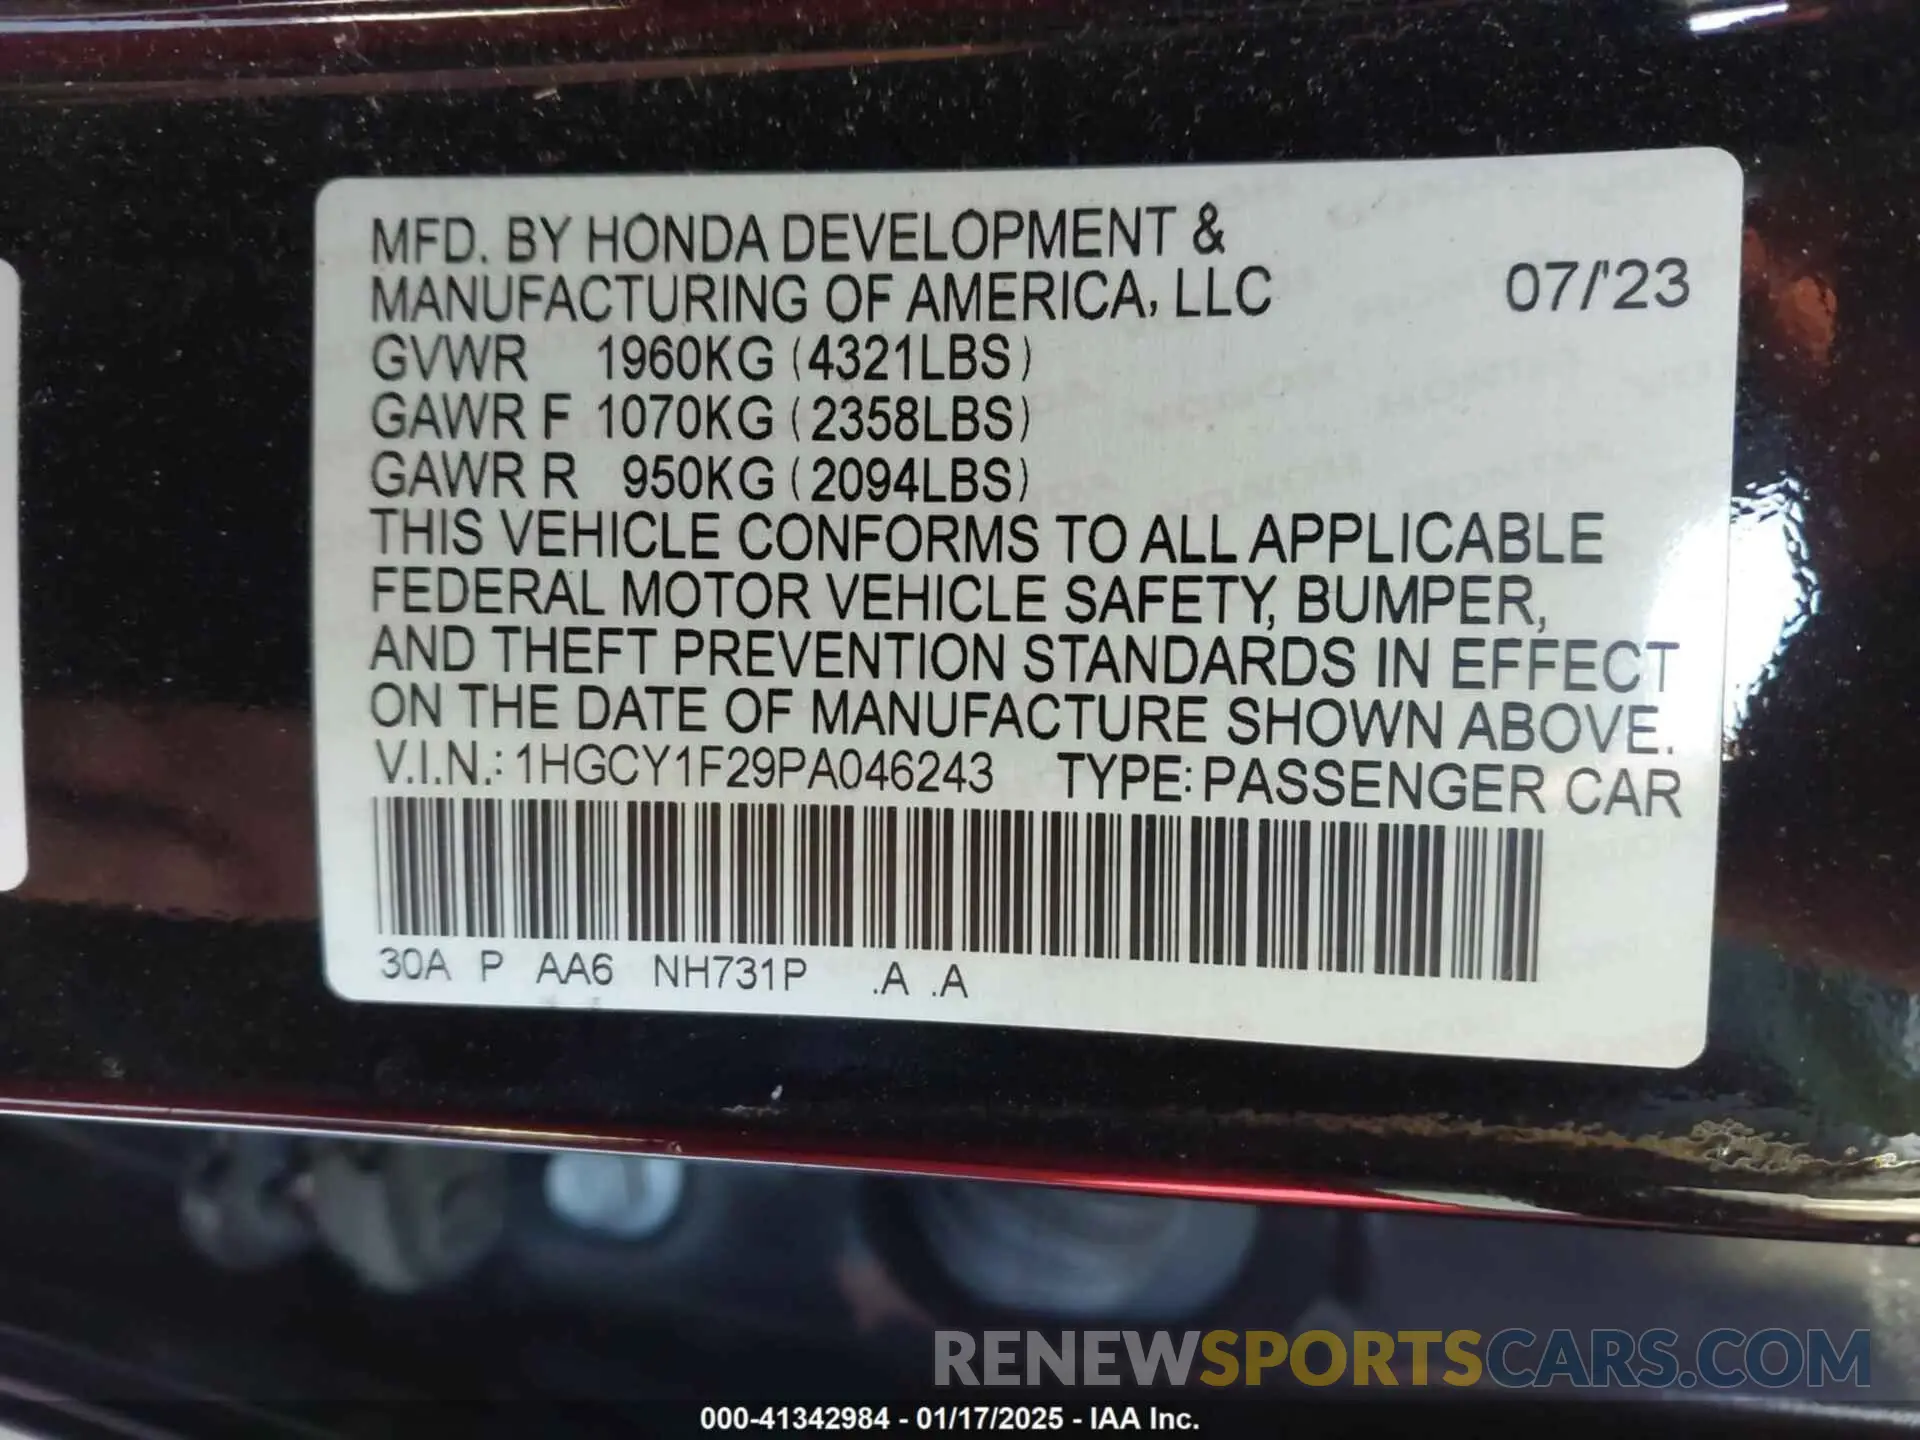 MFD. BY HONDA DEVELOPMENT &
MANUFACTURING OF AMERICA, LLC 07/'23
GVWR 1960KG (4321LBS)
GAWR F 1070KG (2358LBS)
GAWR R 950KG (2094LBS)
THIS VEHICLE CONFORMS TO ALL APPLICABLE
FEDERAL MOTOR VEHICLE SAFETY, BUMPER,
AND THEFT PREVENTION STANDARDS IN EFFECT
ON THE DATE OF MANUFACTURE SHOWN ABOVE.
V.I.N.: 1HGCY1F29PA046243 TYPE: PASSENGER CAR
30A P AA6 NH731P .A .A
RENEWSPORTSCARS.COM
000-41342984 - 01/17/2025 - IAA Inc.